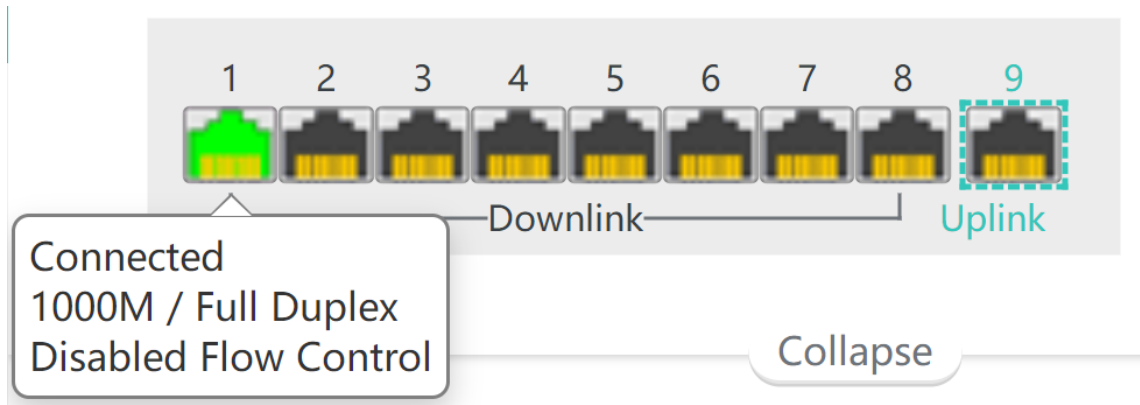 1 2 3 4 5 6 7 8 9
Downlink
Uplink
Connected
1000M / Full Duplex
Disabled Flow Control
Collapse